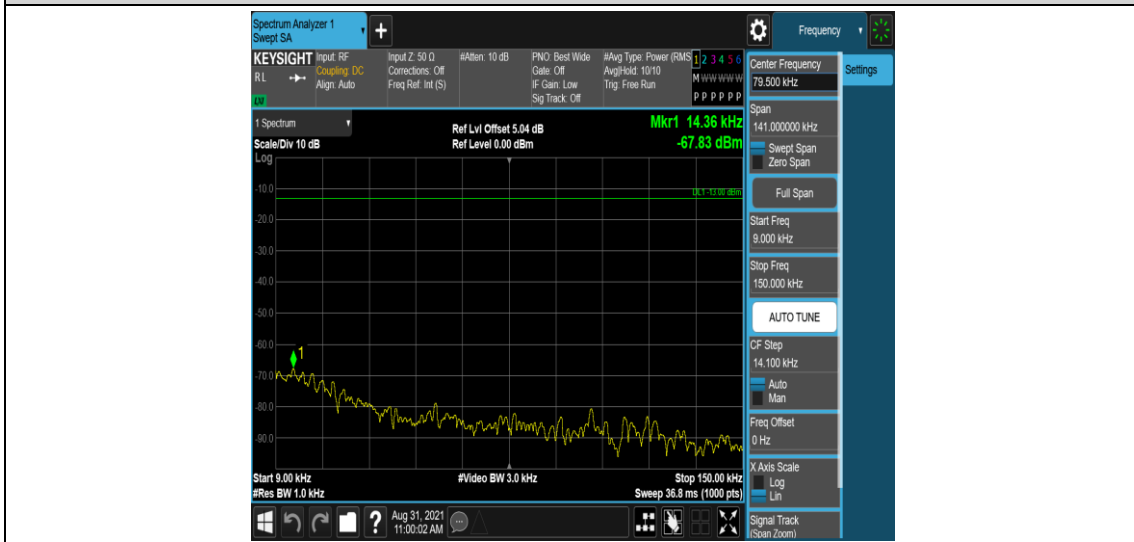 Spectrum Analyzer 1
Swept SA
+
Frequency
KEYSIGHT
RL
LXI
Input: RF
Coupling: DC
Align: Auto
Input Z: 50 Ω
Corrections: Off
Freq Ref: Int (S)
#Atten: 10 dB
PNO: Best Wide
Gate: Off
IF Gain: Low
Sig Track: Off
#Avg Type: Power (RMS
Avg|Hold: 10/10
Trig: Free Run
1 2 3 4 5 6
M W W W W W
P P P P P P
1 Spectrum
Scale/Div 10 dB
Ref Lvl Offset 5.04 dB
Ref Level 0.00 dBm
Mkr1 14.36 kHz
-67.83 dBm
Log
DL1 -13.00 dBm
-10.0
-20.0
-30.0
-40.0
-50.0
-60.0
-70.0
-80.0
-90.0
1
Start 9.00 kHz
#Res BW 1.0 kHz
#Video BW 3.0 kHz
Stop 150.00 kHz
Sweep 36.8 ms (1000 pts)
?
Aug 31, 2021
11:00:02 AM
Center Frequency
79.500 kHz
Span
141.000000 kHz
Swept Span
Zero Span
Full Span
Start Freq
9.000 kHz
Stop Freq
150.000 kHz
AUTO TUNE
CF Step
14.100 kHz
Auto
Man
Freq Offset
0 Hz
X Axis Scale
Log
Lin
Signal Track
(Span Zoom)
Settings